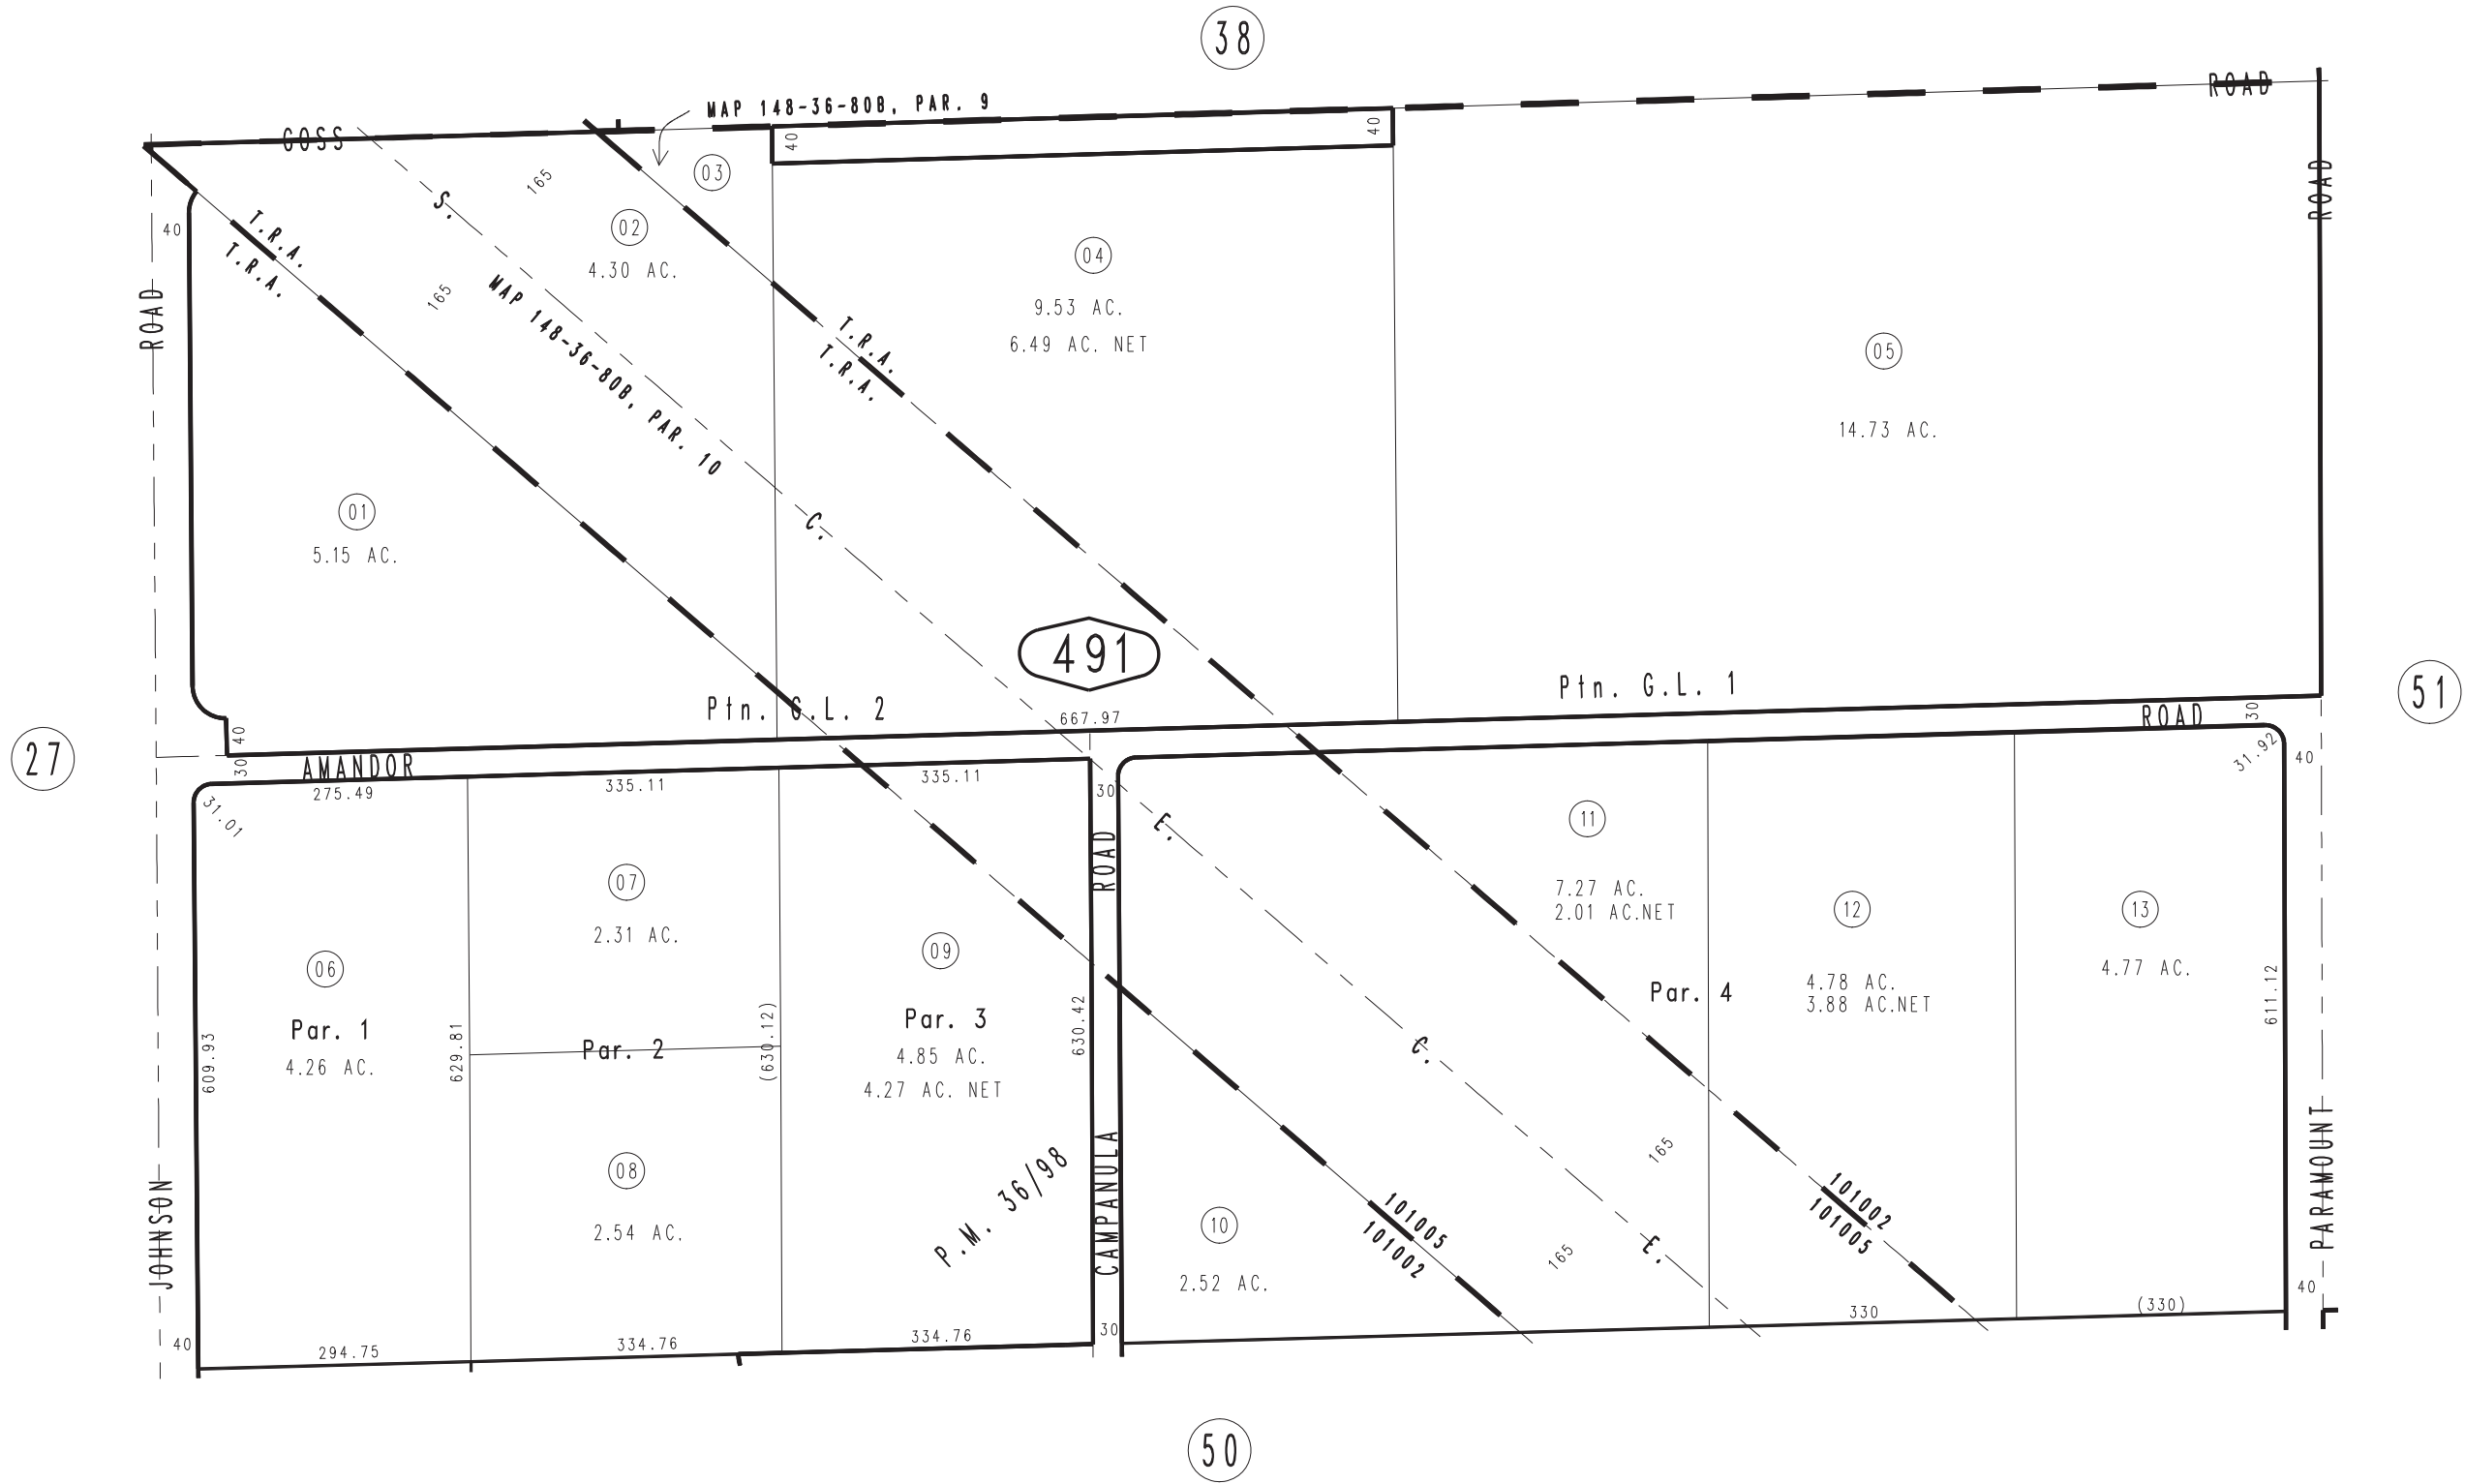 38
MAP 148-36-80B, PAR. 9
GOSS
ROAD
40
40
03
165
S.
02
4.30 AC.
ROAD
40
T.R.A.
T.R.A.
04
9.53 AC.
6.49 AC. NET
165
MAP 148-36-80B, PAR. 10
ROAD
T.R.A.
T.R.A.
05
14.73 AC.
01
5.15 AC.
C.
491
Ptn. G.L. 2
667.97
Ptn. G.L. 1
51
27
40
30
AMANDOR
ROAD
30
275.49
335.11
335.11
30
31.01
31.92
40
E.
ROAD
11
7.27 AC.
2.01 AC.NET
07
2.31 AC.
12
4.78 AC.
3.88 AC.NET
13
4.77 AC.
06
Par. 1
4.26 AC.
09
Par. 3
4.85 AC.
4.27 AC. NET
Par. 4
609.93
629.81
Par. 2
(630.12)
630.42
C.
611.12
08
2.54 AC.
P.M. 36/98
CAMPANULA
165
JOHNSON
PARAMOUNT
10
2.52 AC.
101005
101002
101002
101005
165
E.
40
294.75
334.76
334.76
30
330
(330)
40
50